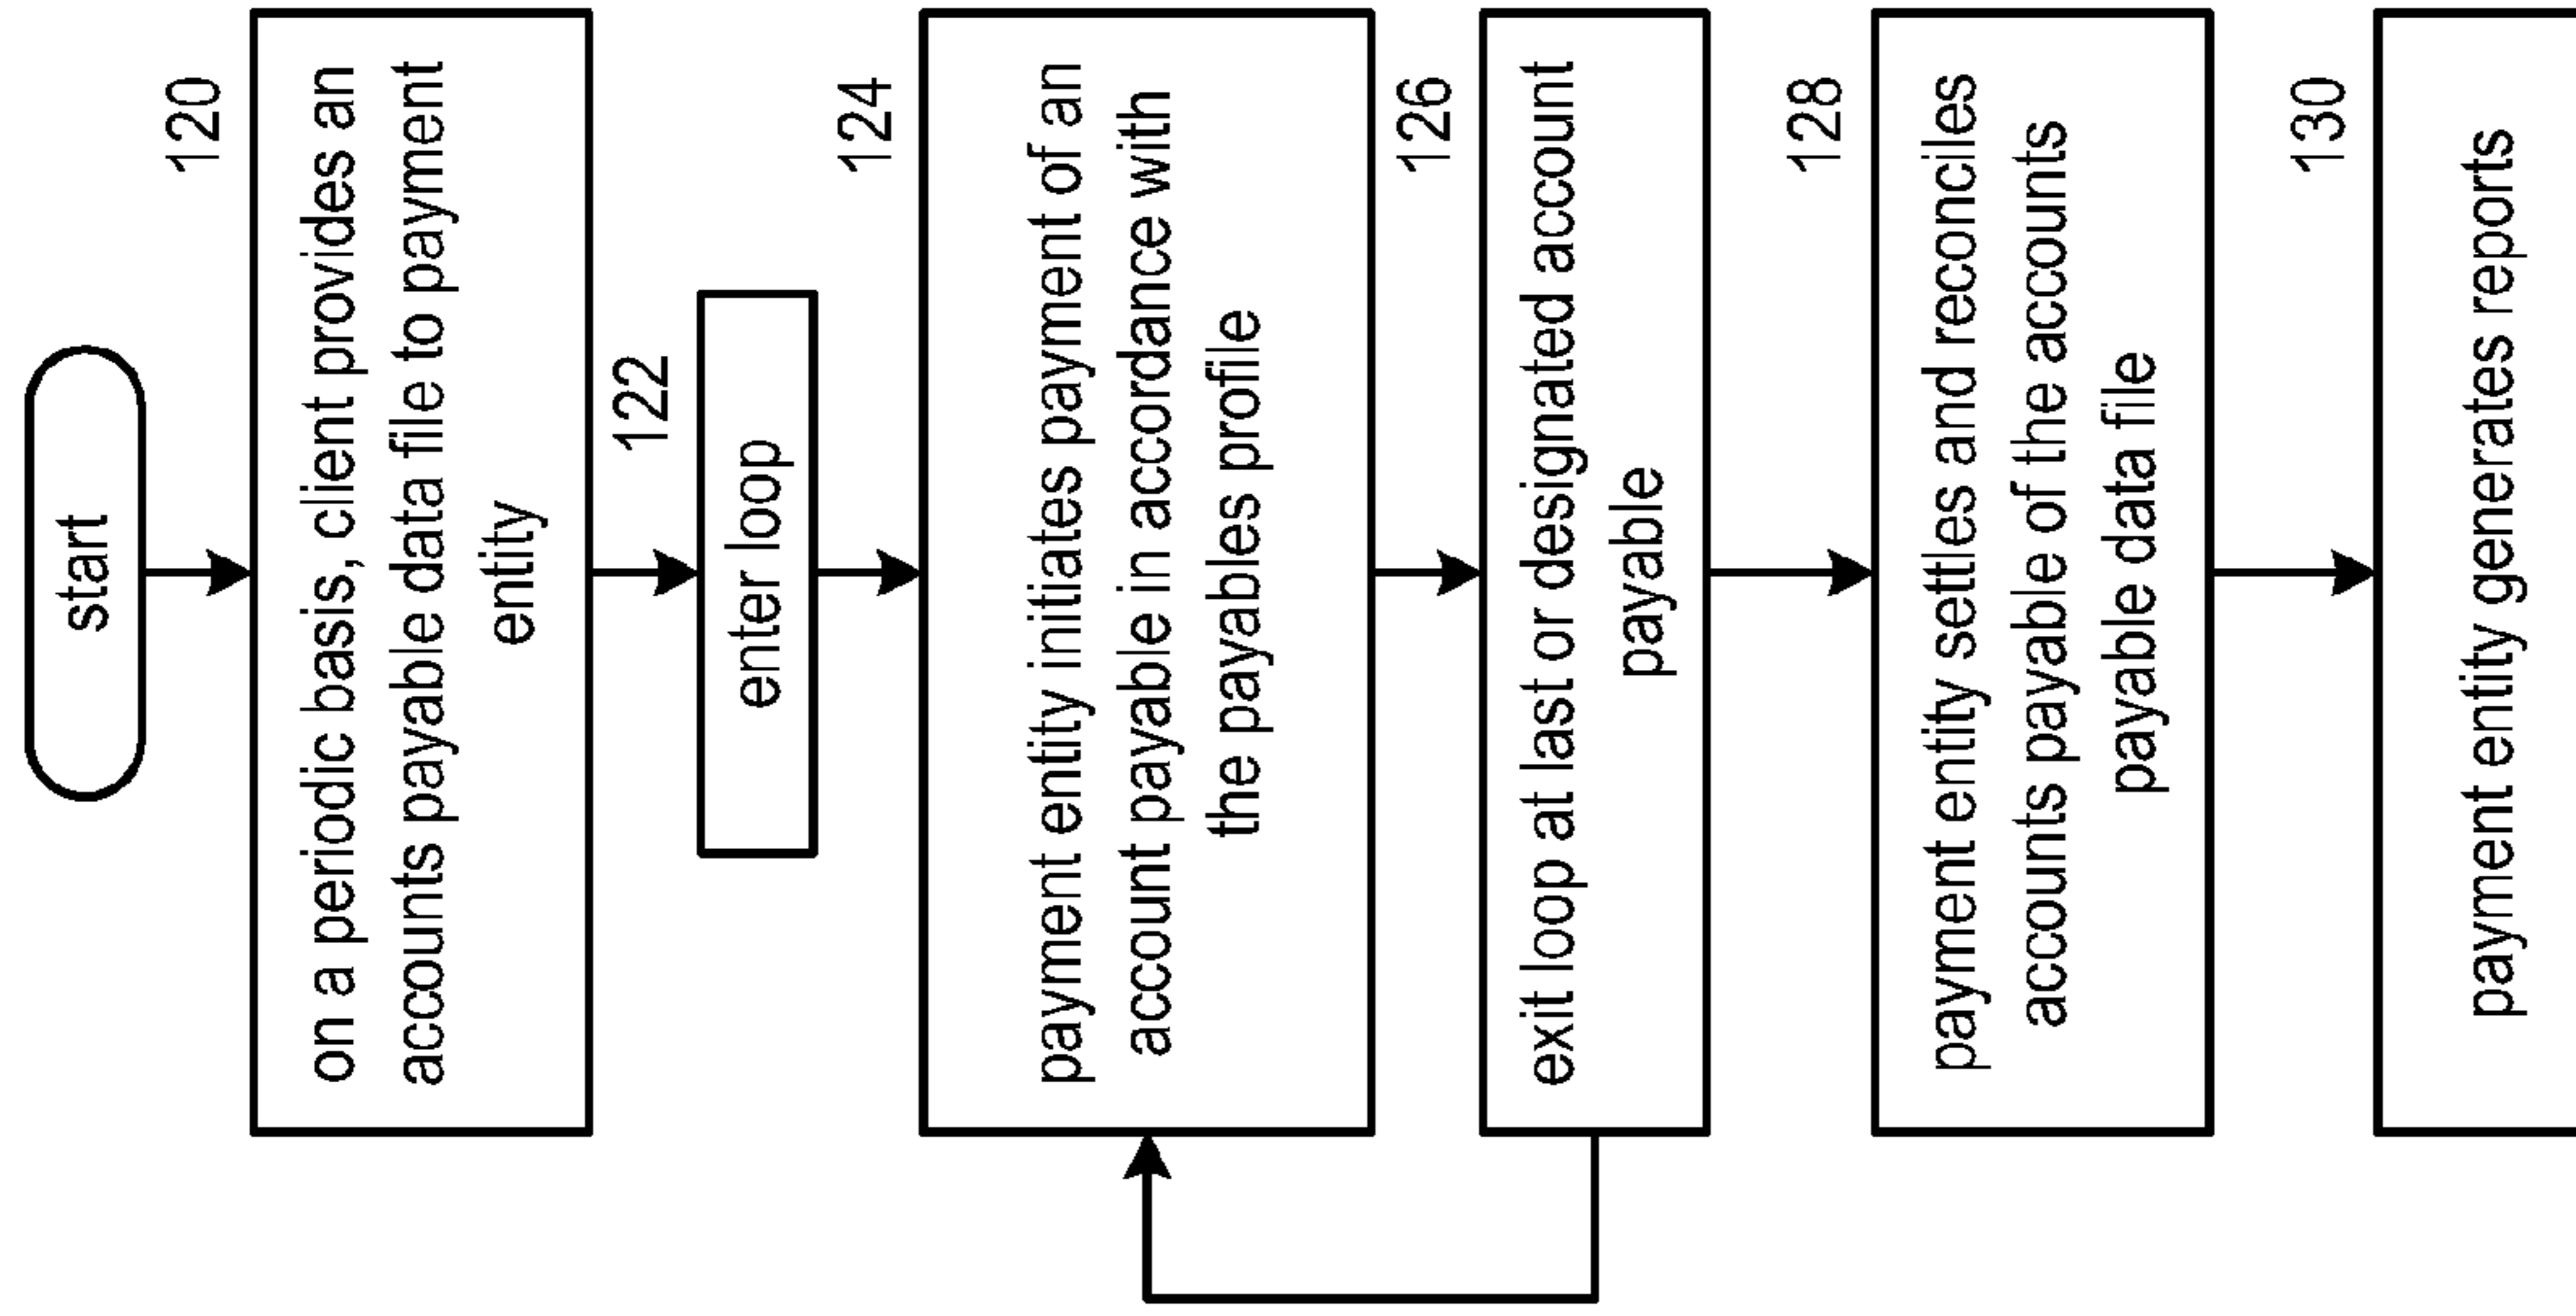 start
120
on a periodic basis, client provides an
accounts payable data file to payment
entity
122
enter loop
124
payment entity initiates payment of an
account payable in accordance with
the payables profile
126
exit loop at last or designated account
payable
128
payment entity settles and reconciles
accounts payable of the accounts
payable data file
130
payment entity generates reports